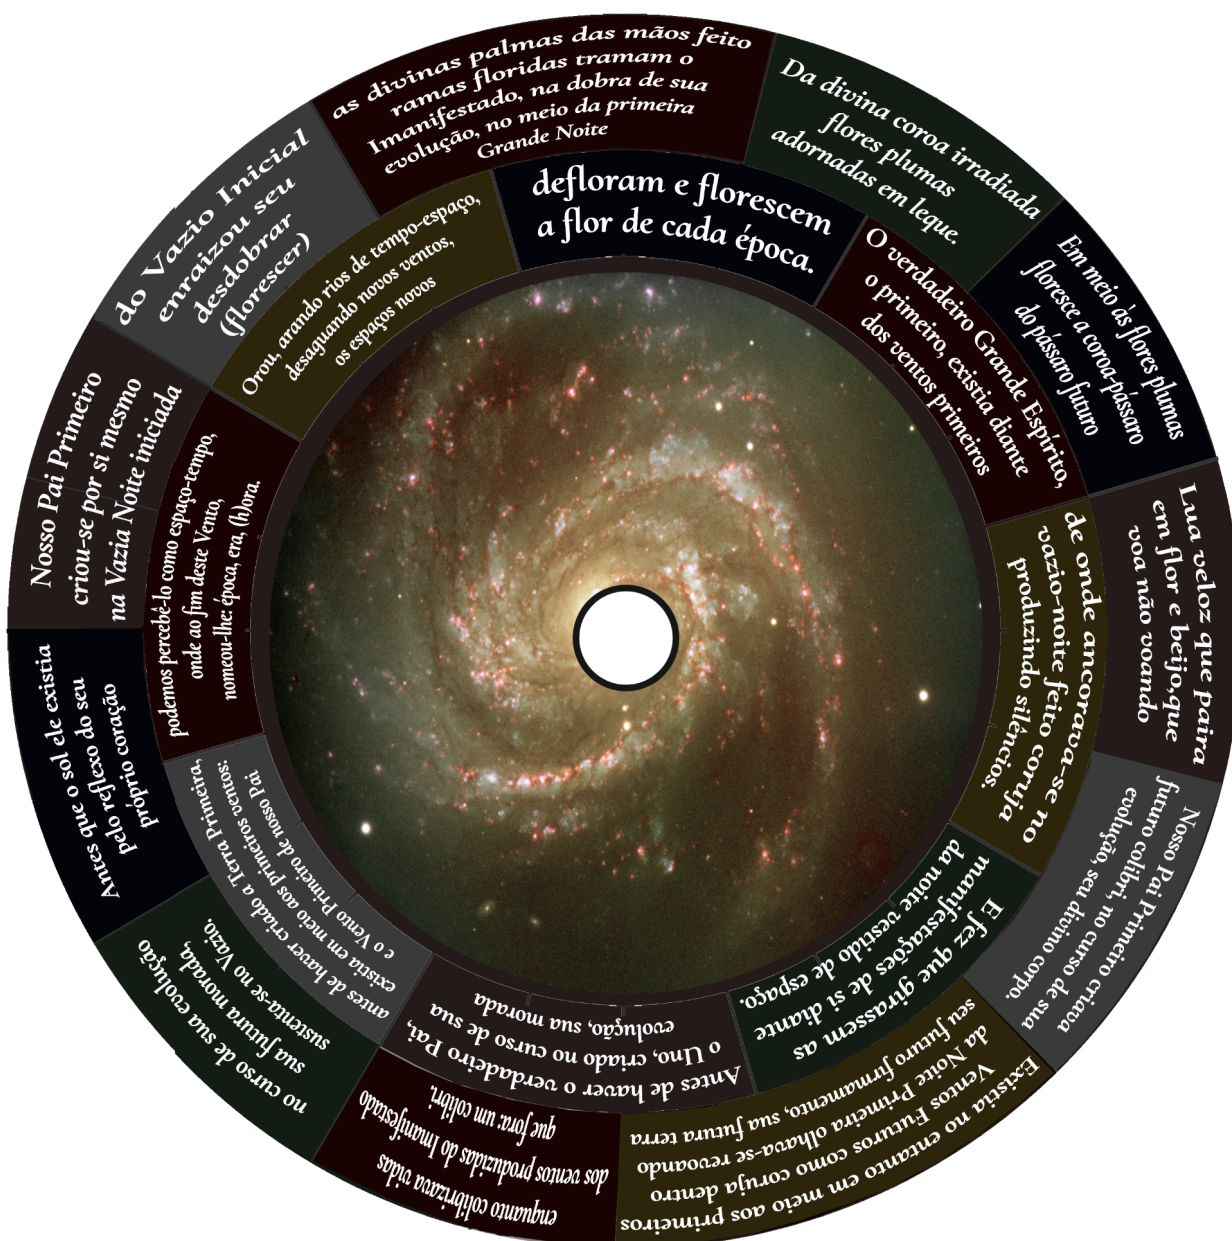 Nosso Pai Primeiro
criou-se por si mesmo
na Vazia Noite iniciada
do Vazio Inicial
enraizou seu
desdobrar
(florescer)
as divinas palmas das mãos feito
ramas floridas tramam o
Imanifestado, na dobra de sua
evolução, no meio da primeira
Grande Noite
Da divina coroa irradiada
flores plumas
adornadas em leque.
Em meio ás flores plumas
floresce a coroa-pássaro
do pássaro futuro
Lua veloz que paira
em flor e beijo,que
voa não voando
Nosso Pai Primeiro criava
futuro colibri, no curso de sua
evolução, seu divino corpo.
Existia no entanto em meio aos primeiros
Ventos Futuros como coruja dentro
da Noite Primeira olhava-se revoando
seu futuro firmamento, sua futura terra
enquanto colibrizava vidas
dos ventos produzidas do Imanifestado
que fora: um colibri.
no curso de sua evolução
sua futura morada,
sustenta-se no Vazio.
Antes que o sol ele existia
pelo reflexo do seu
próprio coração
defloram e florescem
a flor de cada época.
O verdadeiro Grande Espírito,
o primeiro, existia diante
dos ventos primeiros
de onde ancorava-se no
vazio-noite feito coruja
produzindo silêncios.
E fez que girassem as
manifestações de si diante
da noite vestido de espaço.
Antes de haver o verdadeiro Pai,
o Uno, criado no curso de sua
evolução, sua morada
antes de haver criado a Terra Primeira,
existia em meio aos primeiros ventos:
e o Vento Primeiro de nosso Pai
podemos percebê-lo como espaço-tempo,
onde ao fim deste Vento,
nomeou-lhe: época, era, (h)ora.
Orou, arando rios de tempo-espaço,
desaguando novos ventos,
os espaços novos